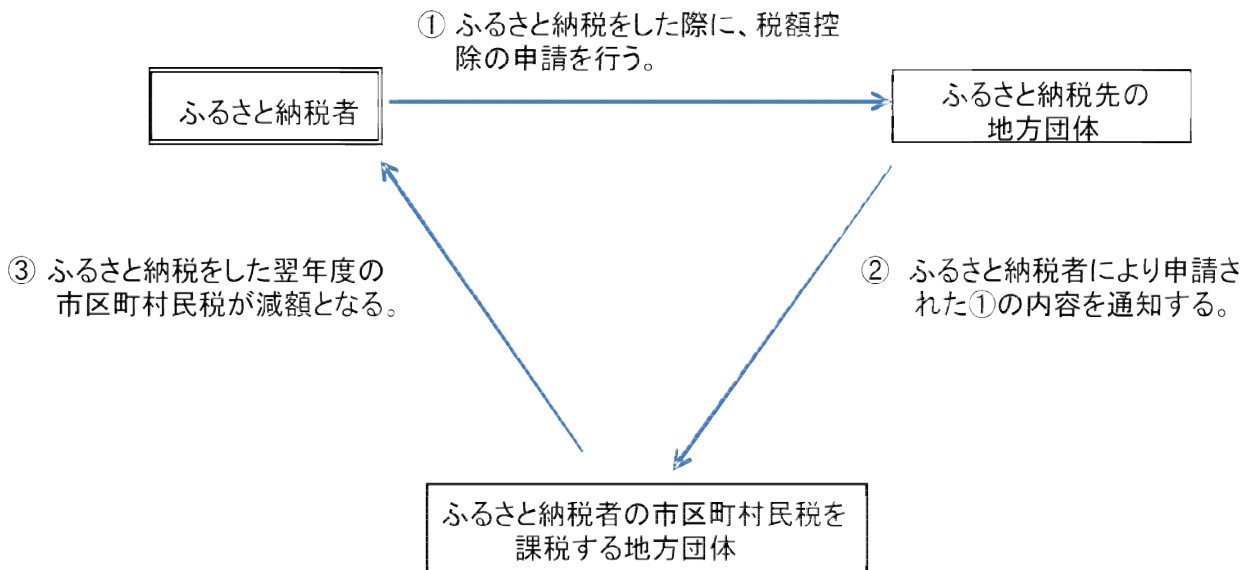 ① ふるさと納税をした際に、税額控
除の申請を行う。
ふるさと納税者
ふるさと納税先の
地方団体
③ ふるさと納税をした翌年度の
市区町村民税が減額となる。
② ふるさと納税者により申請さ
れた①の内容を通知する。
ふるさと納税者の市区町村民税を
課税する地方団体